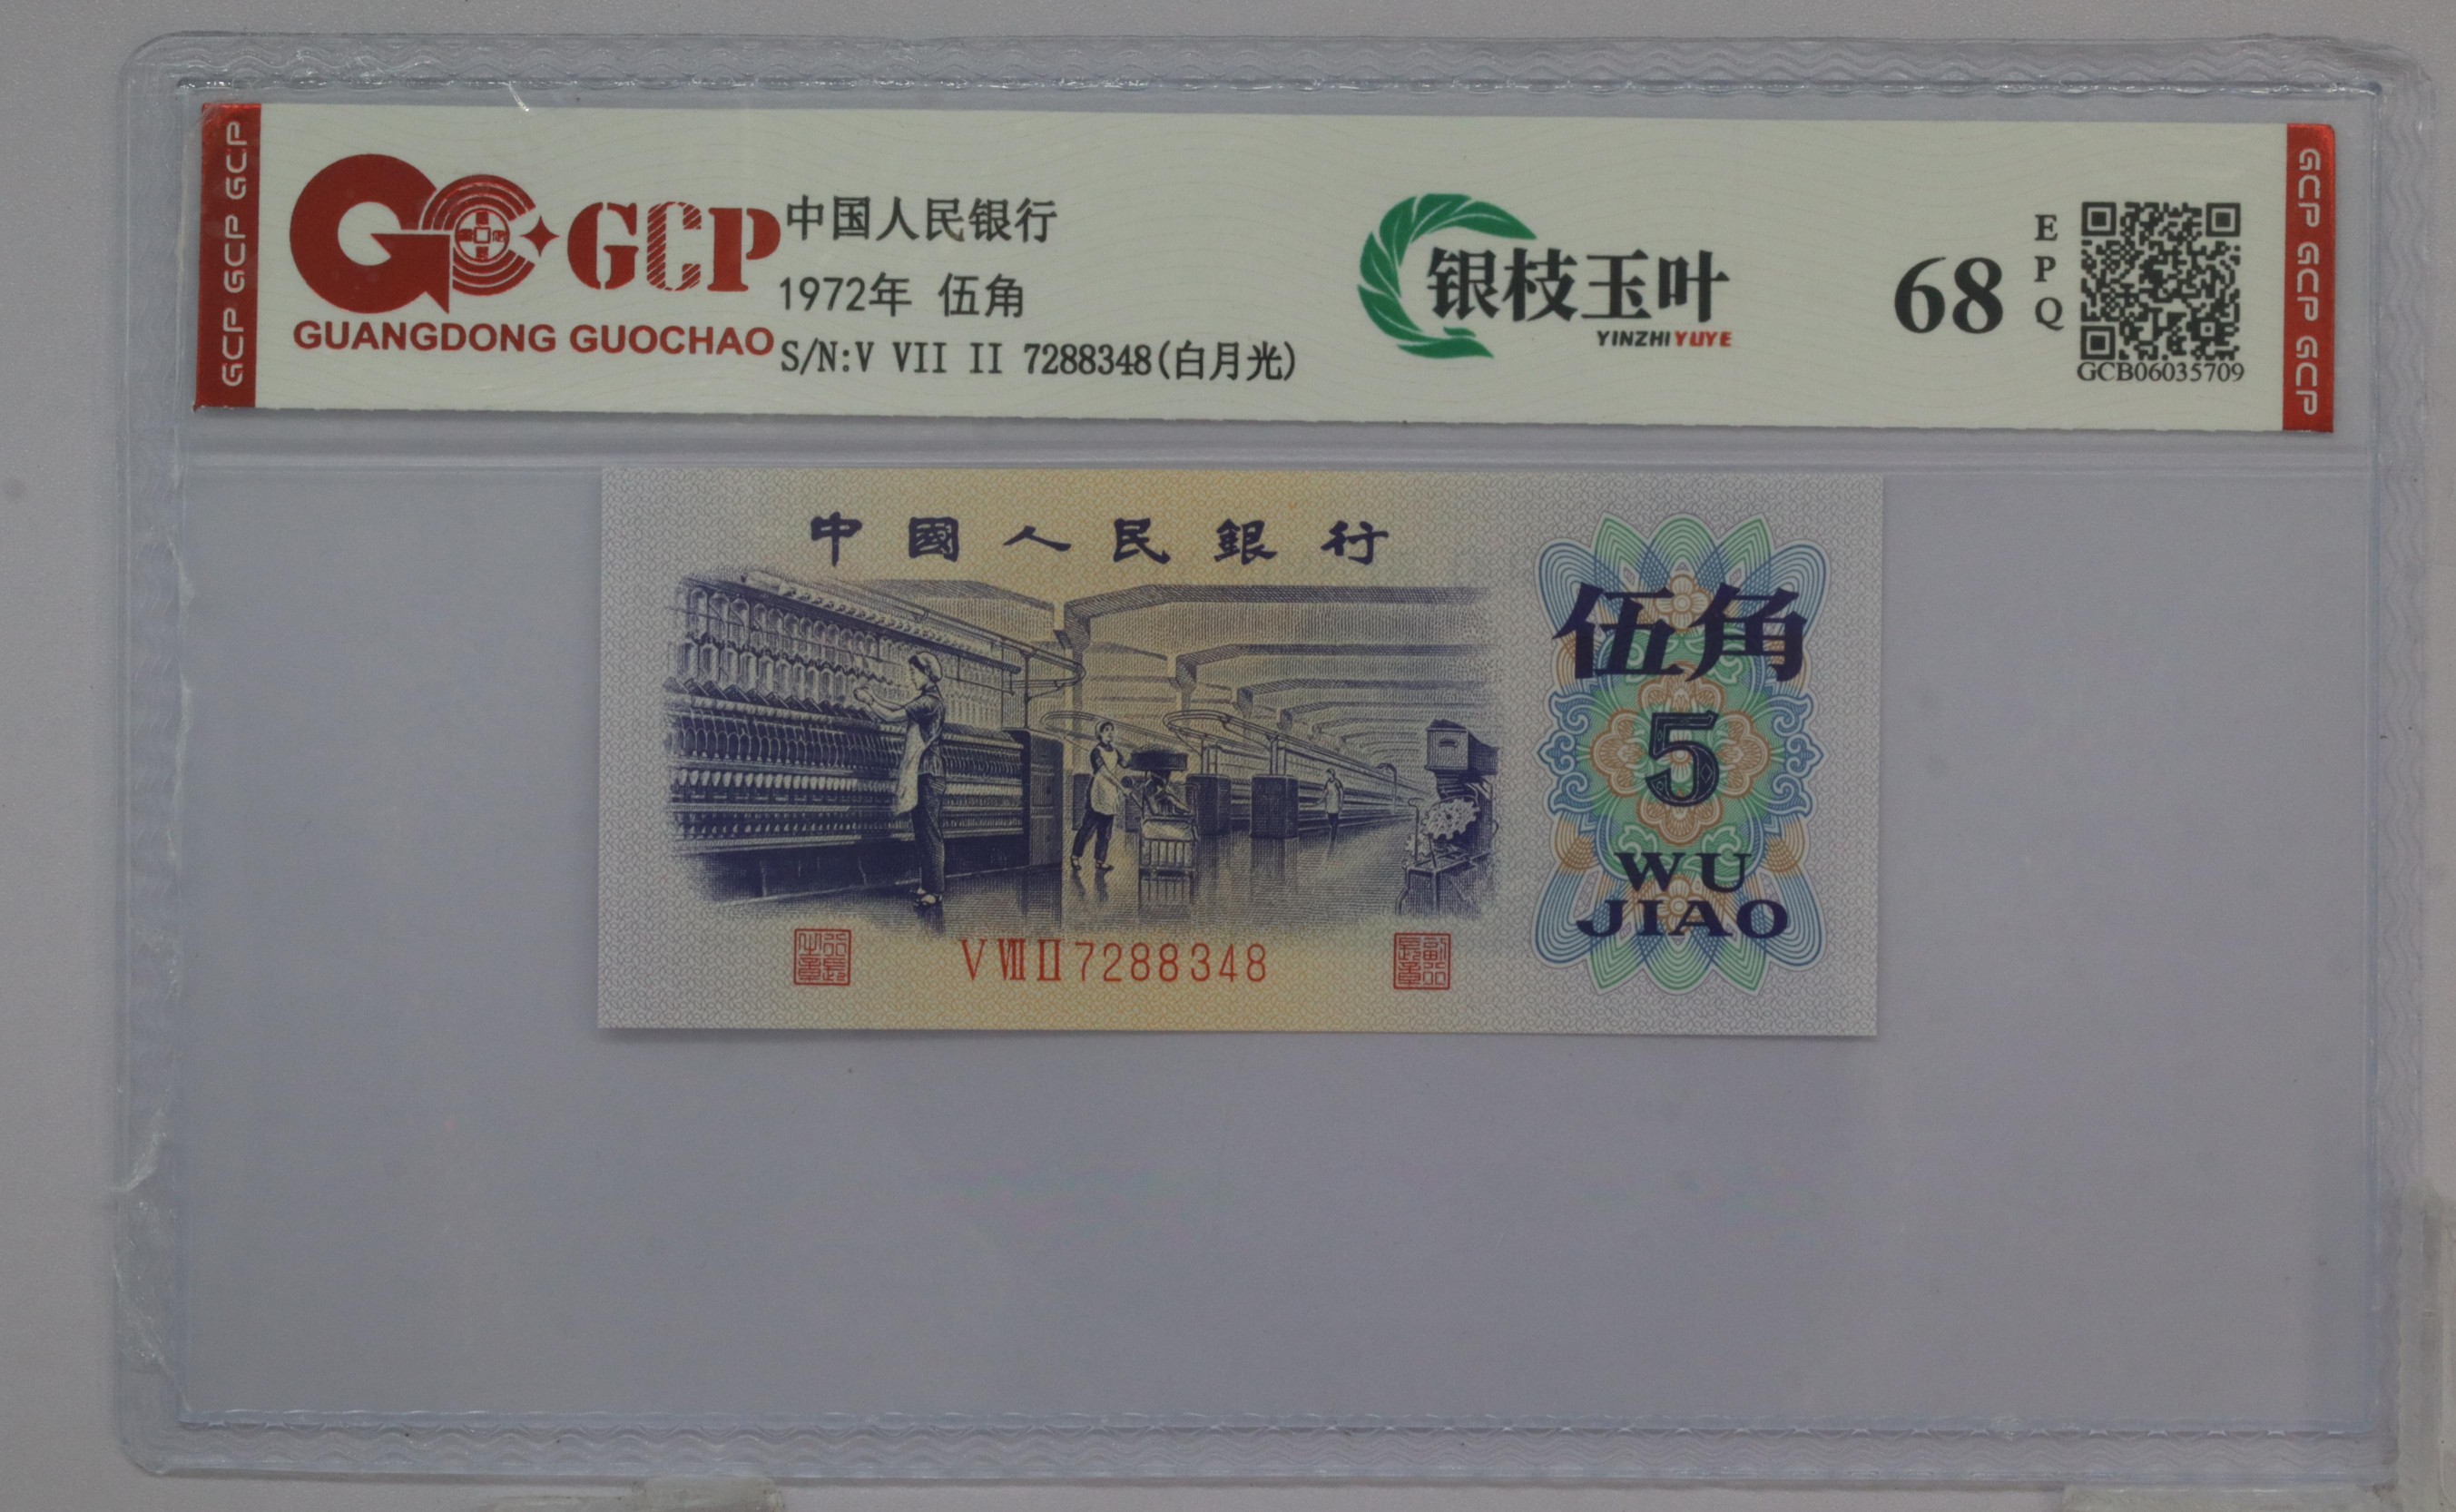 GCP GCP GCP
GCP
GUANGDONG GUOCHAO
中国人民银行
1972年 伍角
S/N:V VII II 7288348(白月光)
银枝玉叶
YINZHIYUYE
68
EPQ
GCB06035709
GCP GCP GCP
中國人民銀行
伍角
5
WU
JIAO
V VII II 7288348